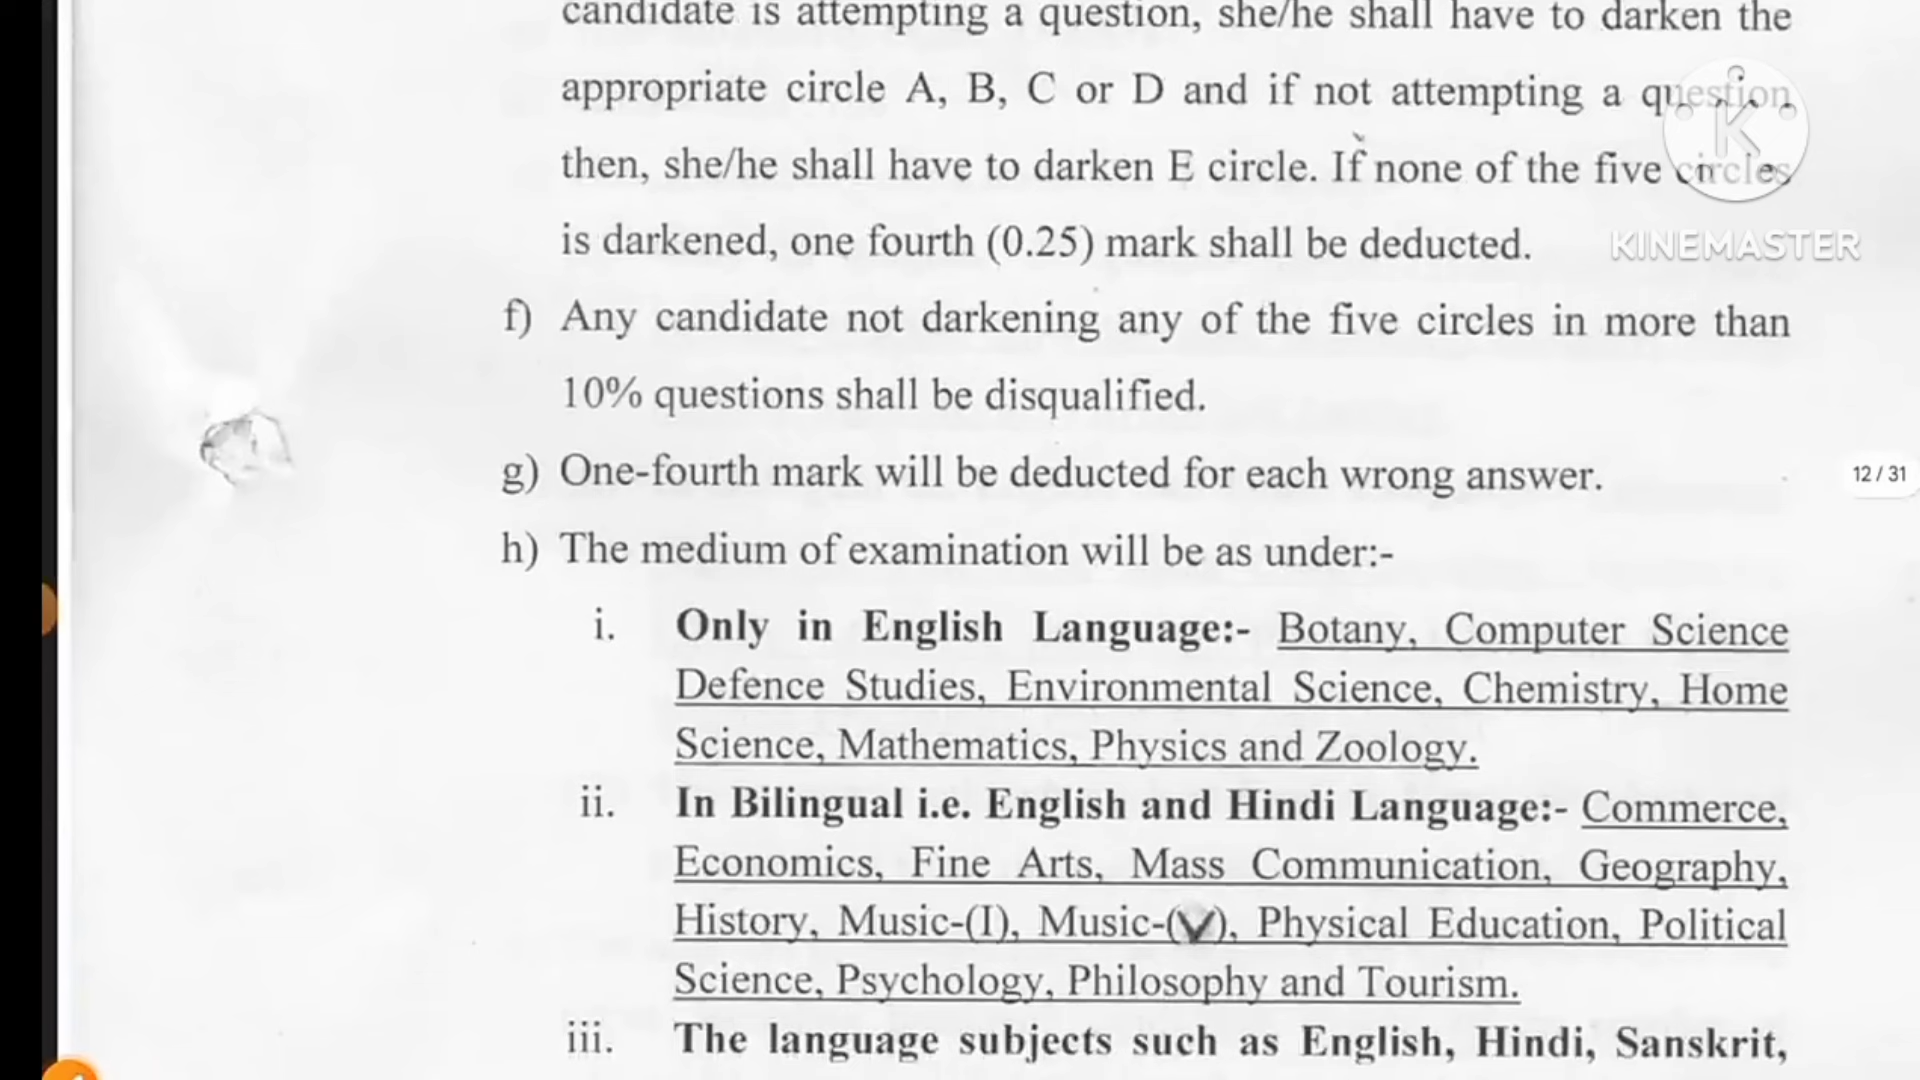 candidate is attempting a question, she/he shall have to darken the
appropriate circle A, B, C or D and if not attempting a question
then, she/he shall have to darken E circle. If none of the five circles
is darkened, one fourth (0.25) mark shall be deducted.
KINEMASTER
f) Any candidate not darkening any of the five circles in more than
10% questions shall be disqualified.
g) One-fourth mark will be deducted for each wrong answer.
12 / 31
h) The medium of examination will be as under:-
i. Only in English Language:- Botany, Computer Science
Defence Studies, Environmental Science, Chemistry, Home
Science, Mathematics, Physics and Zoology.
ii. In Bilingual i.e. English and Hindi Language:- Commerce,
Economics, Fine Arts, Mass Communication, Geography,
History, Music-(I), Music-(V), Physical Education, Political
Science, Psychology, Philosophy and Tourism.
iii. The language subjects such as English, Hindi, Sanskrit,